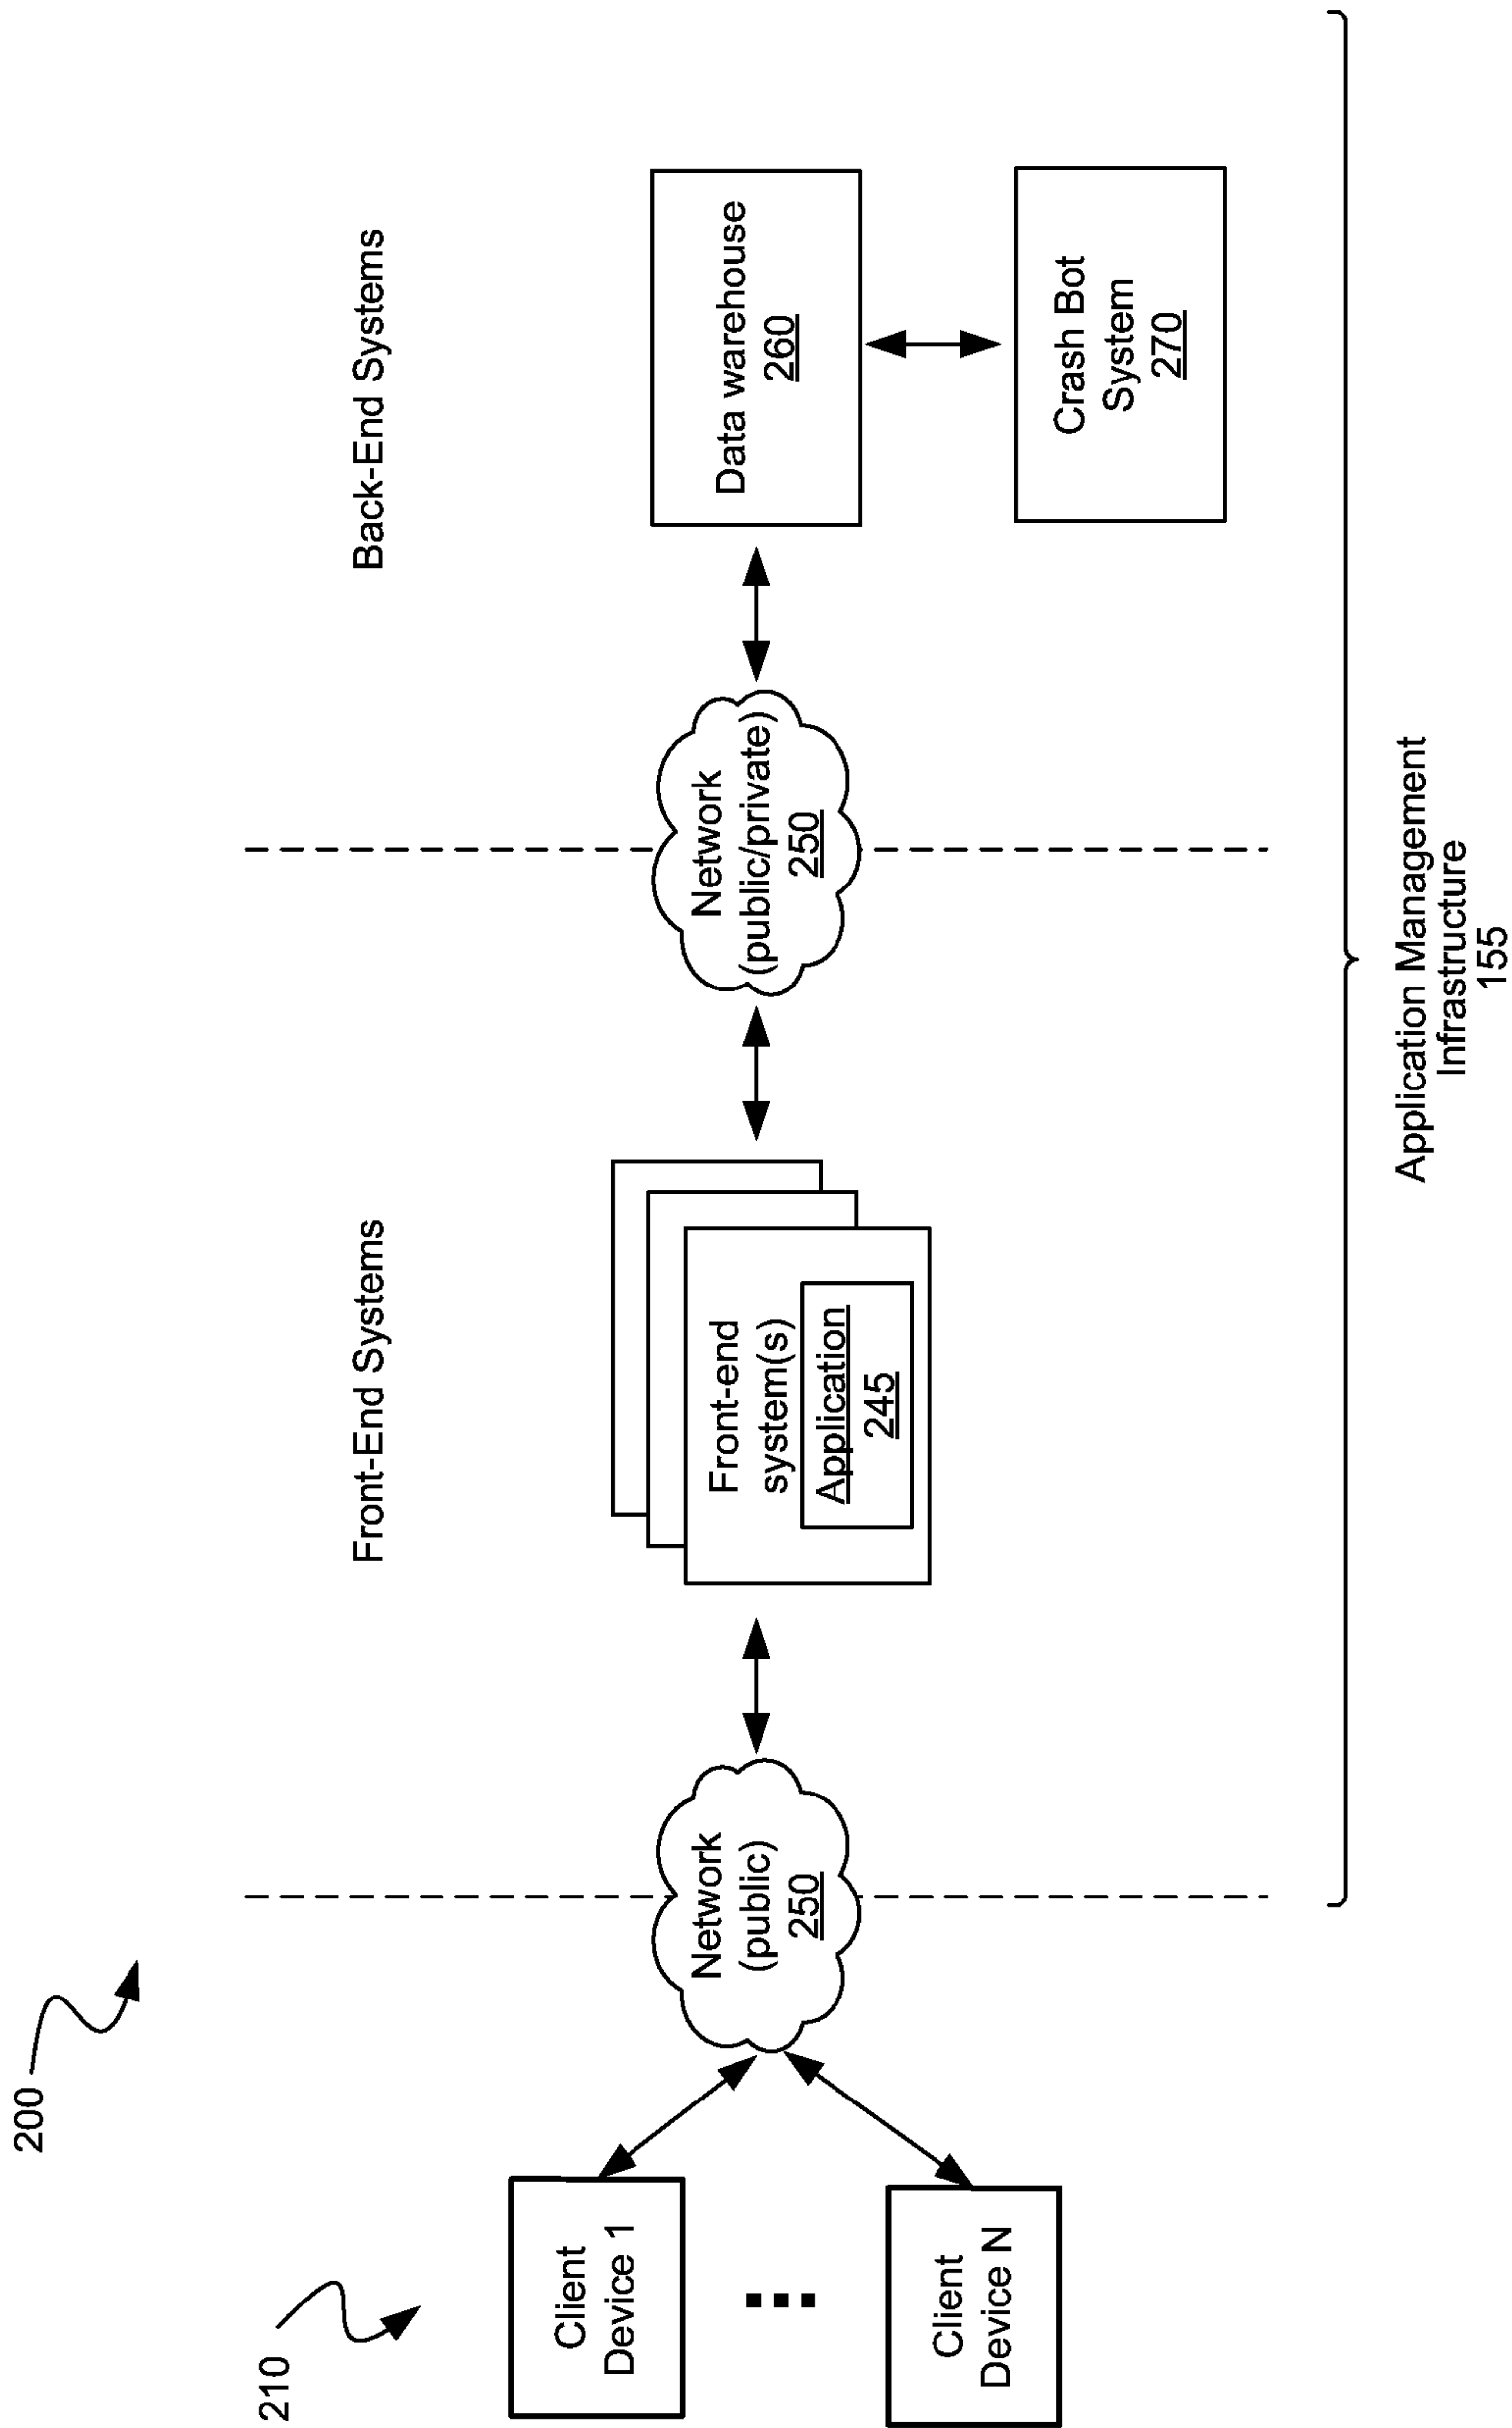 200
210
Front-End Systems
Back-End Systems
Client
Device 1
Client
Device N
Network
(public)
250
Front-end
system(s)
Application
245
Network
(public/private)
250
Data warehouse
260
Crash Bot
System
270
Application Management
Infrastructure
155